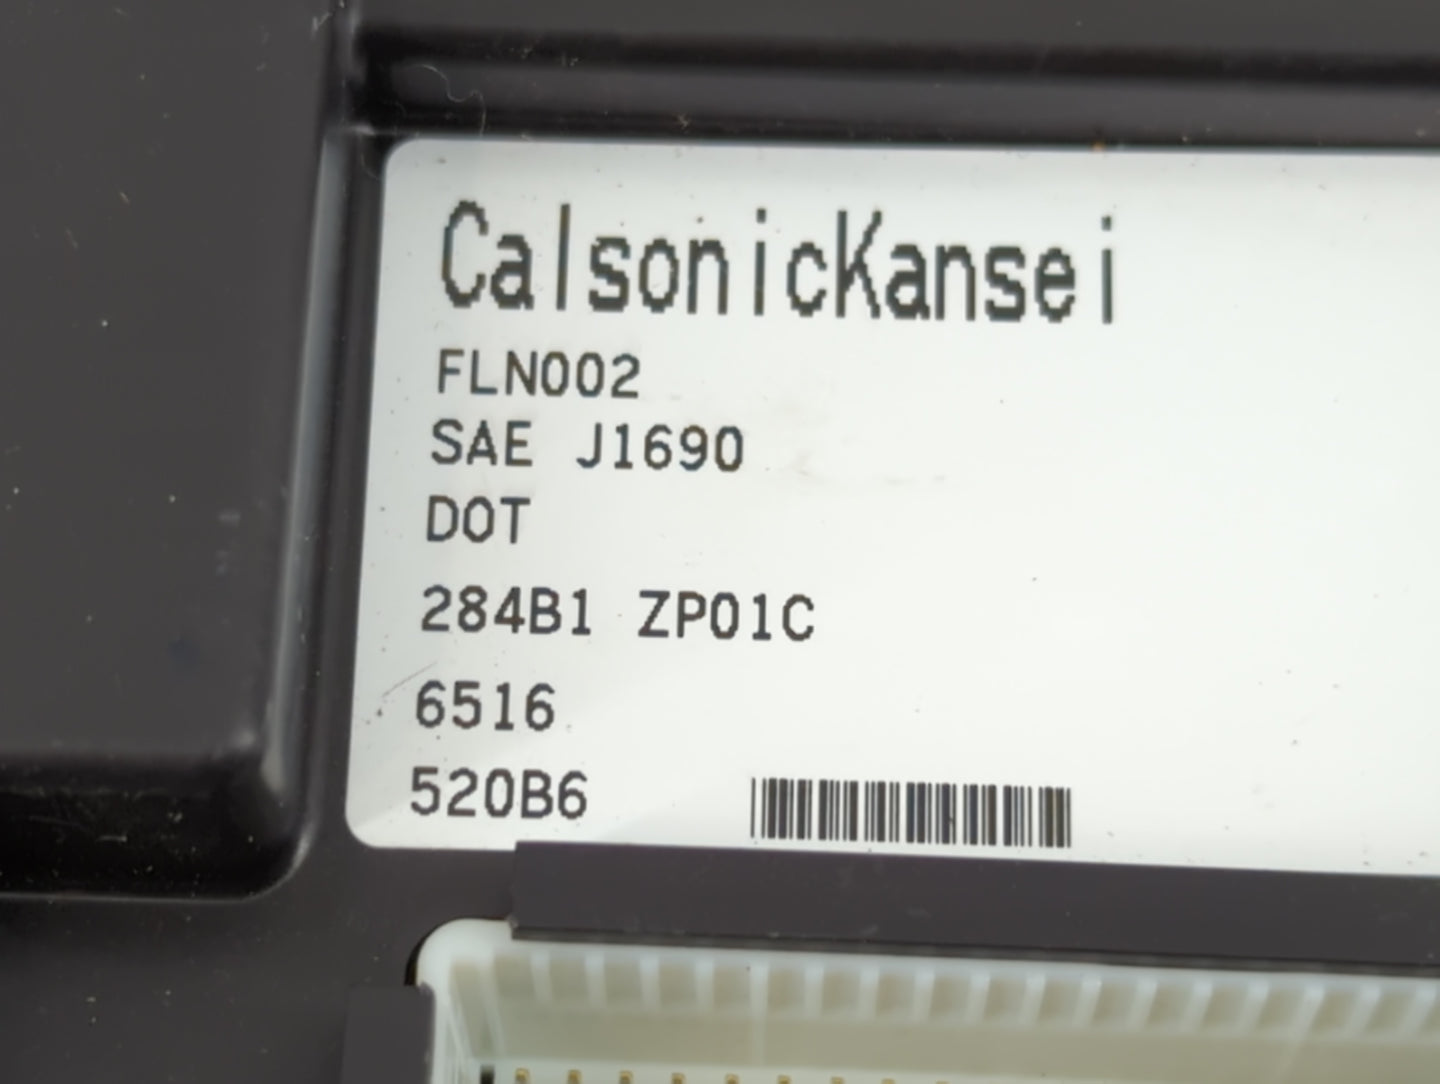 CalsonicKansei
FLN002
SAE J1690
DOT
284B1 ZP01C
6516
520B6